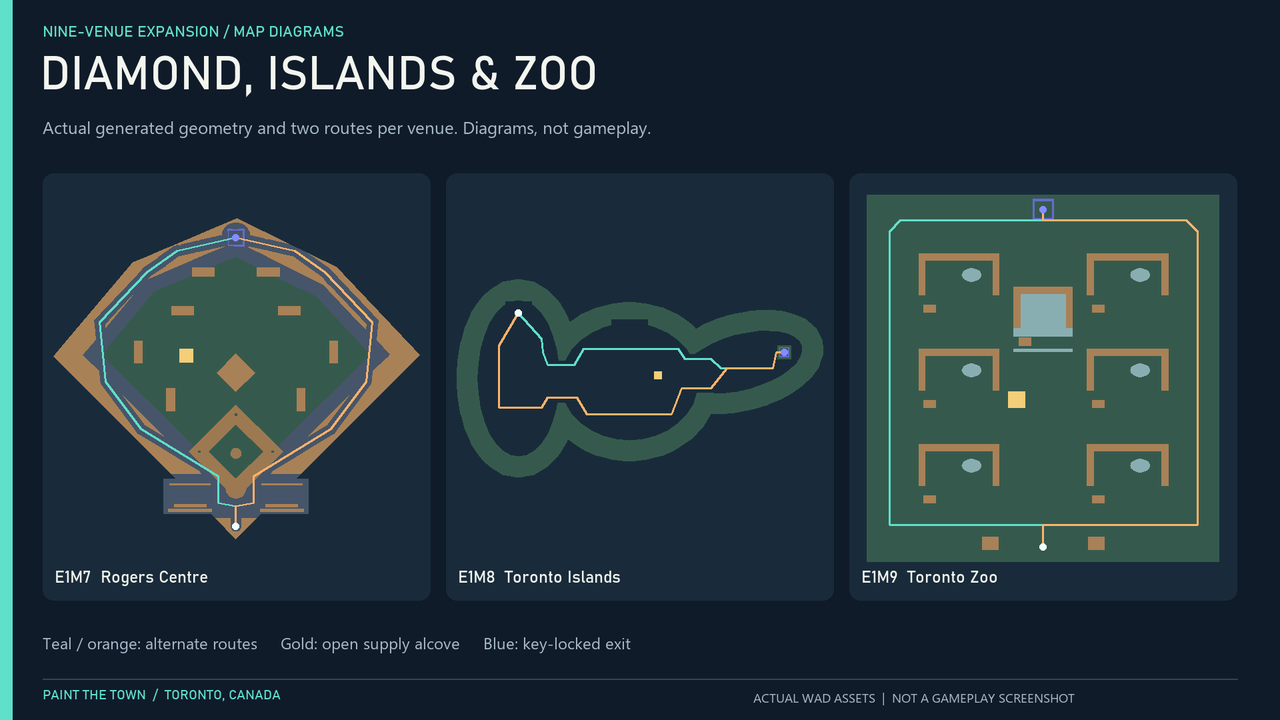 NINE-VENUE EXPANSION / MAP DIAGRAMS
DIAMOND, ISLANDS & ZOO
Actual generated geometry and two routes per venue. Diagrams, not gameplay.
E1M7 Rogers Centre
E1M8 Toronto Islands
E1M9 Toronto Zoo
Teal / orange: alternate routes Gold: open supply alcove Blue: key-locked exit
PAINT THE TOWN / TORONTO, CANADA
ACTUAL WAD ASSETS | NOT A GAMEPLAY SCREENSHOT